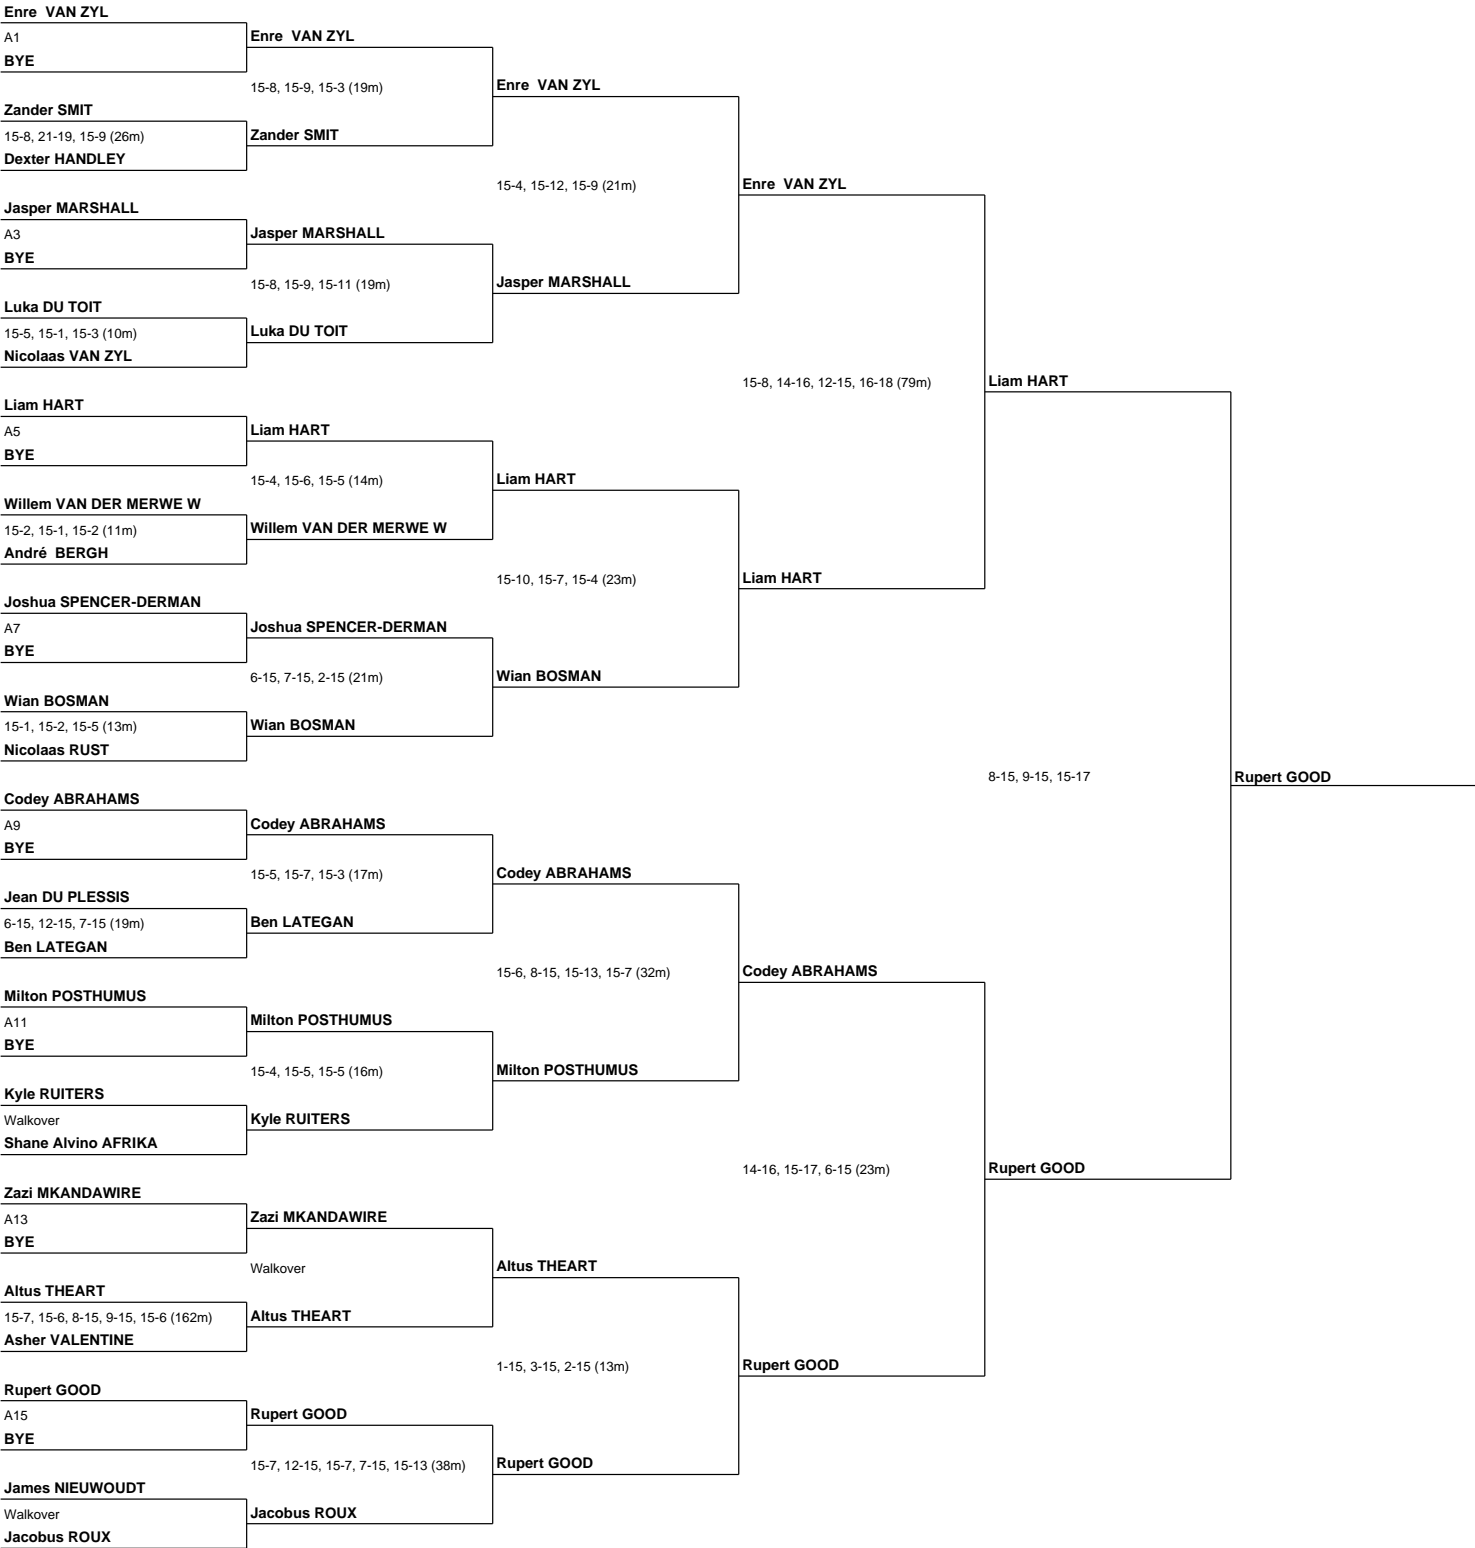 Enre  VAN ZYL
A1
BYE
Zander SMIT
15-8, 21-19, 15-9 (26m)
Dexter HANDLEY
Jasper MARSHALL
A3
BYE
Luka DU TOIT
15-5, 15-1, 15-3 (10m)
Nicolaas VAN ZYL
Liam HART
A5
BYE
Willem VAN DER MERWE W
15-2, 15-1, 15-2 (11m)
André  BERGH
Joshua SPENCER-DERMAN
A7
BYE
Wian BOSMAN
15-1, 15-2, 15-5 (13m)
Nicolaas RUST
Codey ABRAHAMS
A9
BYE
Jean DU PLESSIS
6-15, 12-15, 7-15 (19m)
Ben LATEGAN
Milton POSTHUMUS
A11
BYE
Kyle RUITERS
Walkover
Shane Alvino AFRIKA
Zazi MKANDAWIRE
A13
BYE
Altus THEART
15-7, 15-6, 8-15, 9-15, 15-6 (162m)
Asher VALENTINE
Rupert GOOD
A15
BYE
James NIEUWOUDT
Walkover
Jacobus ROUX
Enre  VAN ZYL
15-8, 15-9, 15-3 (19m)
Zander SMIT
Jasper MARSHALL
15-8, 15-9, 15-11 (19m)
Luka DU TOIT
Liam HART
15-4, 15-6, 15-5 (14m)
Willem VAN DER MERWE W
Joshua SPENCER-DERMAN
6-15, 7-15, 2-15 (21m)
Wian BOSMAN
Codey ABRAHAMS
15-5, 15-7, 15-3 (17m)
Ben LATEGAN
Milton POSTHUMUS
15-4, 15-5, 15-5 (16m)
Kyle RUITERS
Zazi MKANDAWIRE
Walkover
Altus THEART
Rupert GOOD
15-7, 12-15, 15-7, 7-15, 15-13 (38m)
Jacobus ROUX
Enre  VAN ZYL
15-4, 15-12, 15-9 (21m)
Jasper MARSHALL
Liam HART
15-10, 15-7, 15-4 (23m)
Wian BOSMAN
Codey ABRAHAMS
15-6, 8-15, 15-13, 15-7 (32m)
Milton POSTHUMUS
Altus THEART
1-15, 3-15, 2-15 (13m)
Rupert GOOD
Enre  VAN ZYL
15-8, 14-16, 12-15, 16-18 (79m)
Liam HART
Codey ABRAHAMS
14-16, 15-17, 6-15 (23m)
Rupert GOOD
Liam HART
8-15, 9-15, 15-17
Rupert GOOD
Rupert GOOD